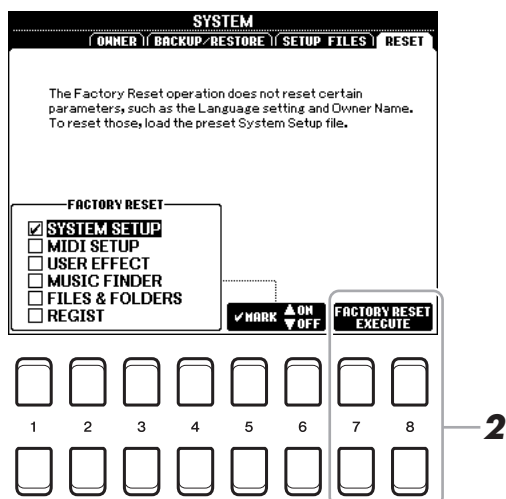 SYSTEM
OWNER BACKUP/RESTORE SETUP FILES RESET
The Factory Reset operation does not reset certain
parameters, such as the Language setting and Owner Name.
To reset those, load the preset System Setup file.
FACTORY RESET
SYSTEM SETUP
MIDI SETUP
USER EFFECT
MUSIC FINDER
FILES & FOLDERS
REGIST
✓MARK ▲ON
▼OFF
FACTORY RESET
EXECUTE
1 2 3 4 5 6 7 8
2